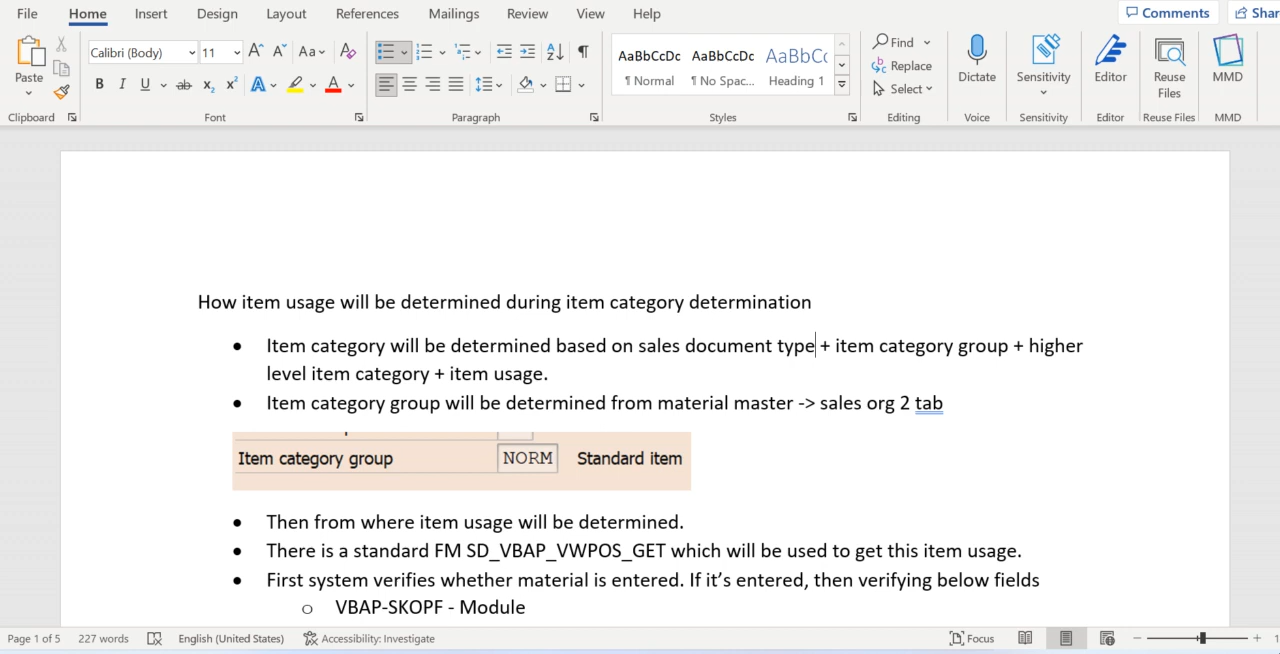 File Home Insert Design Layout References Mailings Review View Help Comments Shar
Calibri (Body) 11 Aa AaBbCcDc AaBbCcDc AaBbC Find
Paste B I U ab x₂ x² A A ¶ Normal ¶ No Spac... Heading 1 Replace Select Dictate Sensitivity Editor Reuse Files MMD
Clipboard Font Paragraph Styles Editing Voice Sensitivity Editor Reuse Files MMD
How item usage will be determined during item category determination
• Item category will be determined based on sales document type + item category group + higher
level item category + item usage.
• Item category group will be determined from material master -> sales org 2 tab
Item category group NORM Standard item
• Then from where item usage will be determined.
• There is a standard FM SD_VBAP_VWPOS_GET which will be used to get this item usage.
• First system verifies whether material is entered. If it’s entered, then verifying below fields
o VBAP-SKOPF - Module
Page 1 of 5 227 words English (United States) Accessibility: Investigate Focus